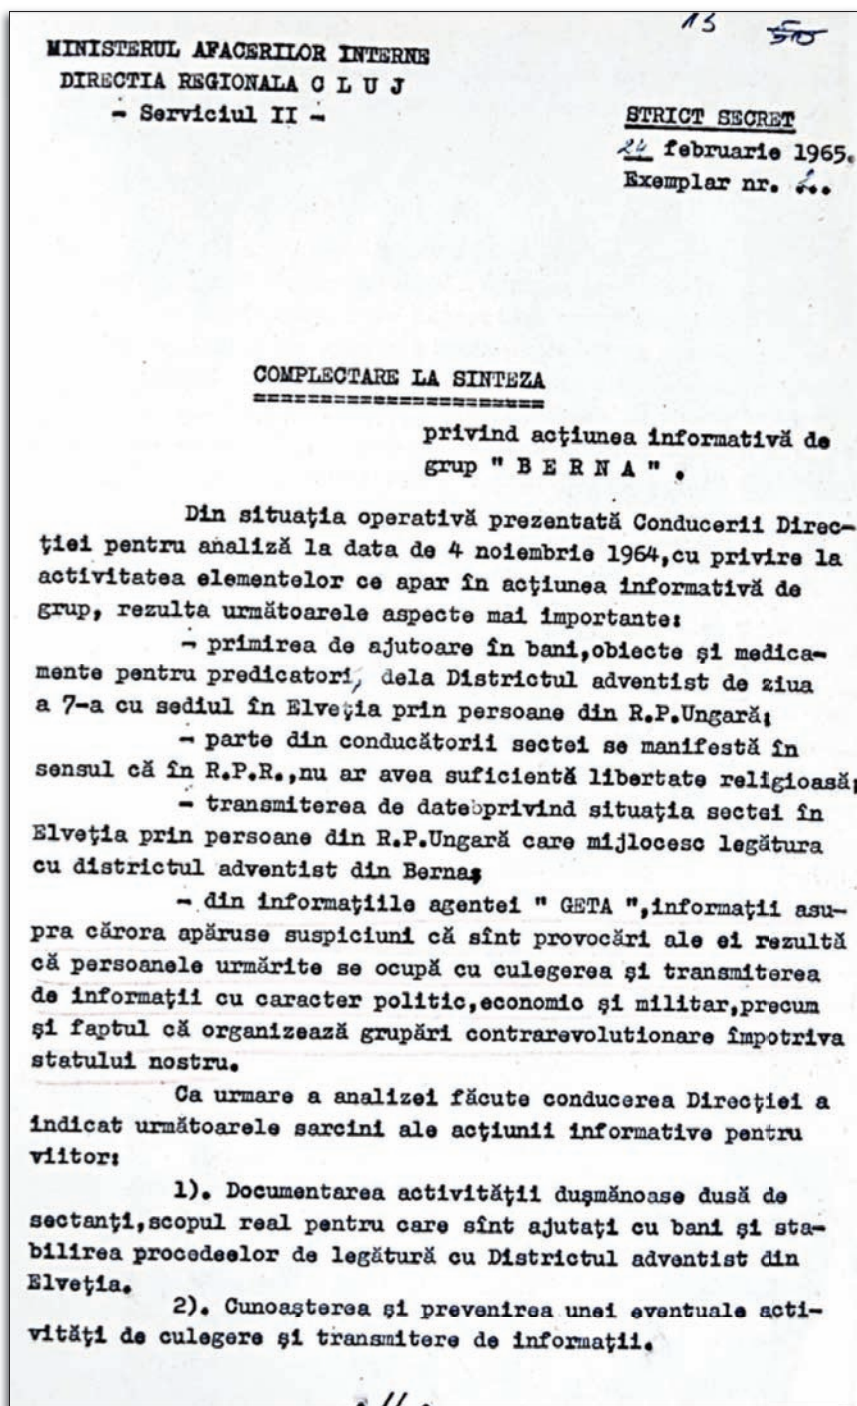 13 515
MINISTERUL AFACERILOR INTERNE
DIRECTIA REGIONALA C L U J
- Serviciul II -
STRICT SECRET
24 februarie 1965.
Exemplar nr. 2..
COMPLECTARE LA SINTEZA
======================
privind acţiunea informativă de
grup " B E R N A " .
Din situaţia operativă prezentată Conducerii Direc-
ţiei pentru analiză la data de 4 noiembrie 1964,cu privire la
activitatea elementelor ce apar în acţiunea informativă de
grup, rezulta următoarele aspecte mai importante:
- primirea de ajutoare în bani,obiecte şi medica-
mente pentru predicatori, dela Districtul adventist de ziua
a 7-a cu sediul în Elveţia prin persoane din R.P.Ungară;
- parte din conducătorii sectei se manifestă în
sensul că în R.P.R.,nu ar avea suficientă libertate religioasă;
- transmiterea de date privind situaţia sectei în
Elveţia prin persoane din R.P.Ungară care mijlocesc legătura
cu districtul adventist din Berna;
- din informaţiile agentei " GETA ",informaţii asu-
pra cărora apăruse suspiciuni că sînt provocări ale ei rezultă
că persoanele urmărite se ocupă cu culegerea şi transmiterea
de informaţii cu caracter politic,economic şi militar,precum
şi faptul că organizează grupări contrarevolutionare împotriva
statului nostru.
Ca urmare a analizei făcute conducerea Direcţiei a
indicat următoarele sarcini ale acţiunii informative pentru
viitor:
1). Documentarea activităţii duşmănoase dusă de
sectanţi,scopul real pentru care sînt ajutaţi cu bani şi sta-
bilirea procedeelor de legătură cu Districtul adventist din
Elveţia.
2). Cunoaşterea şi prevenirea unei eventuale acti-
vităţi de culegere şi transmitere de informaţii.